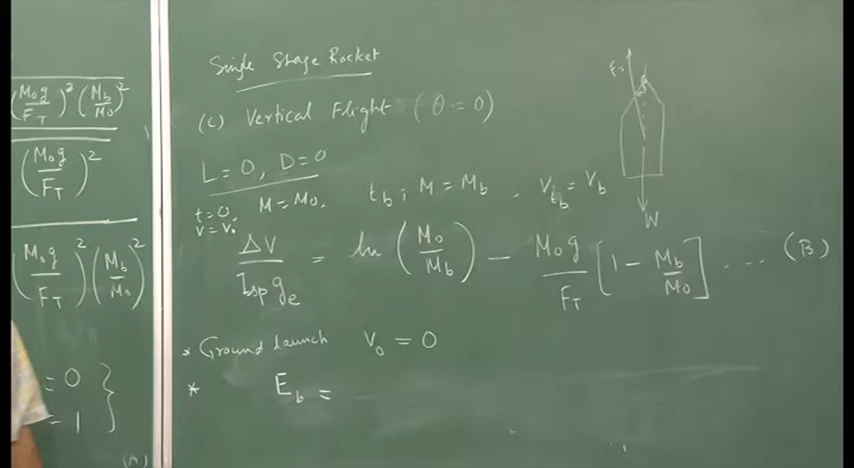 (M₀g/F_T)² (M_b/M₀)²
(M₀g/F_T)²
(M₀g/F_T)² (M_b/M₀)²
= 0
- 1
(A)
Single Stage Rocket
(C) Vertical Flight (θ = 0)
L = 0, D = 0
t = 0, M = M₀, t_b ; M = M_b , V_{t_b} = V_b
V = V₀
ΔV/(I_sp g_e) = ln (M₀/M_b) - M₀g/F_T [1 - M_b/M₀] .... (B)
* Ground launch V₀ = 0
* E_b =
W